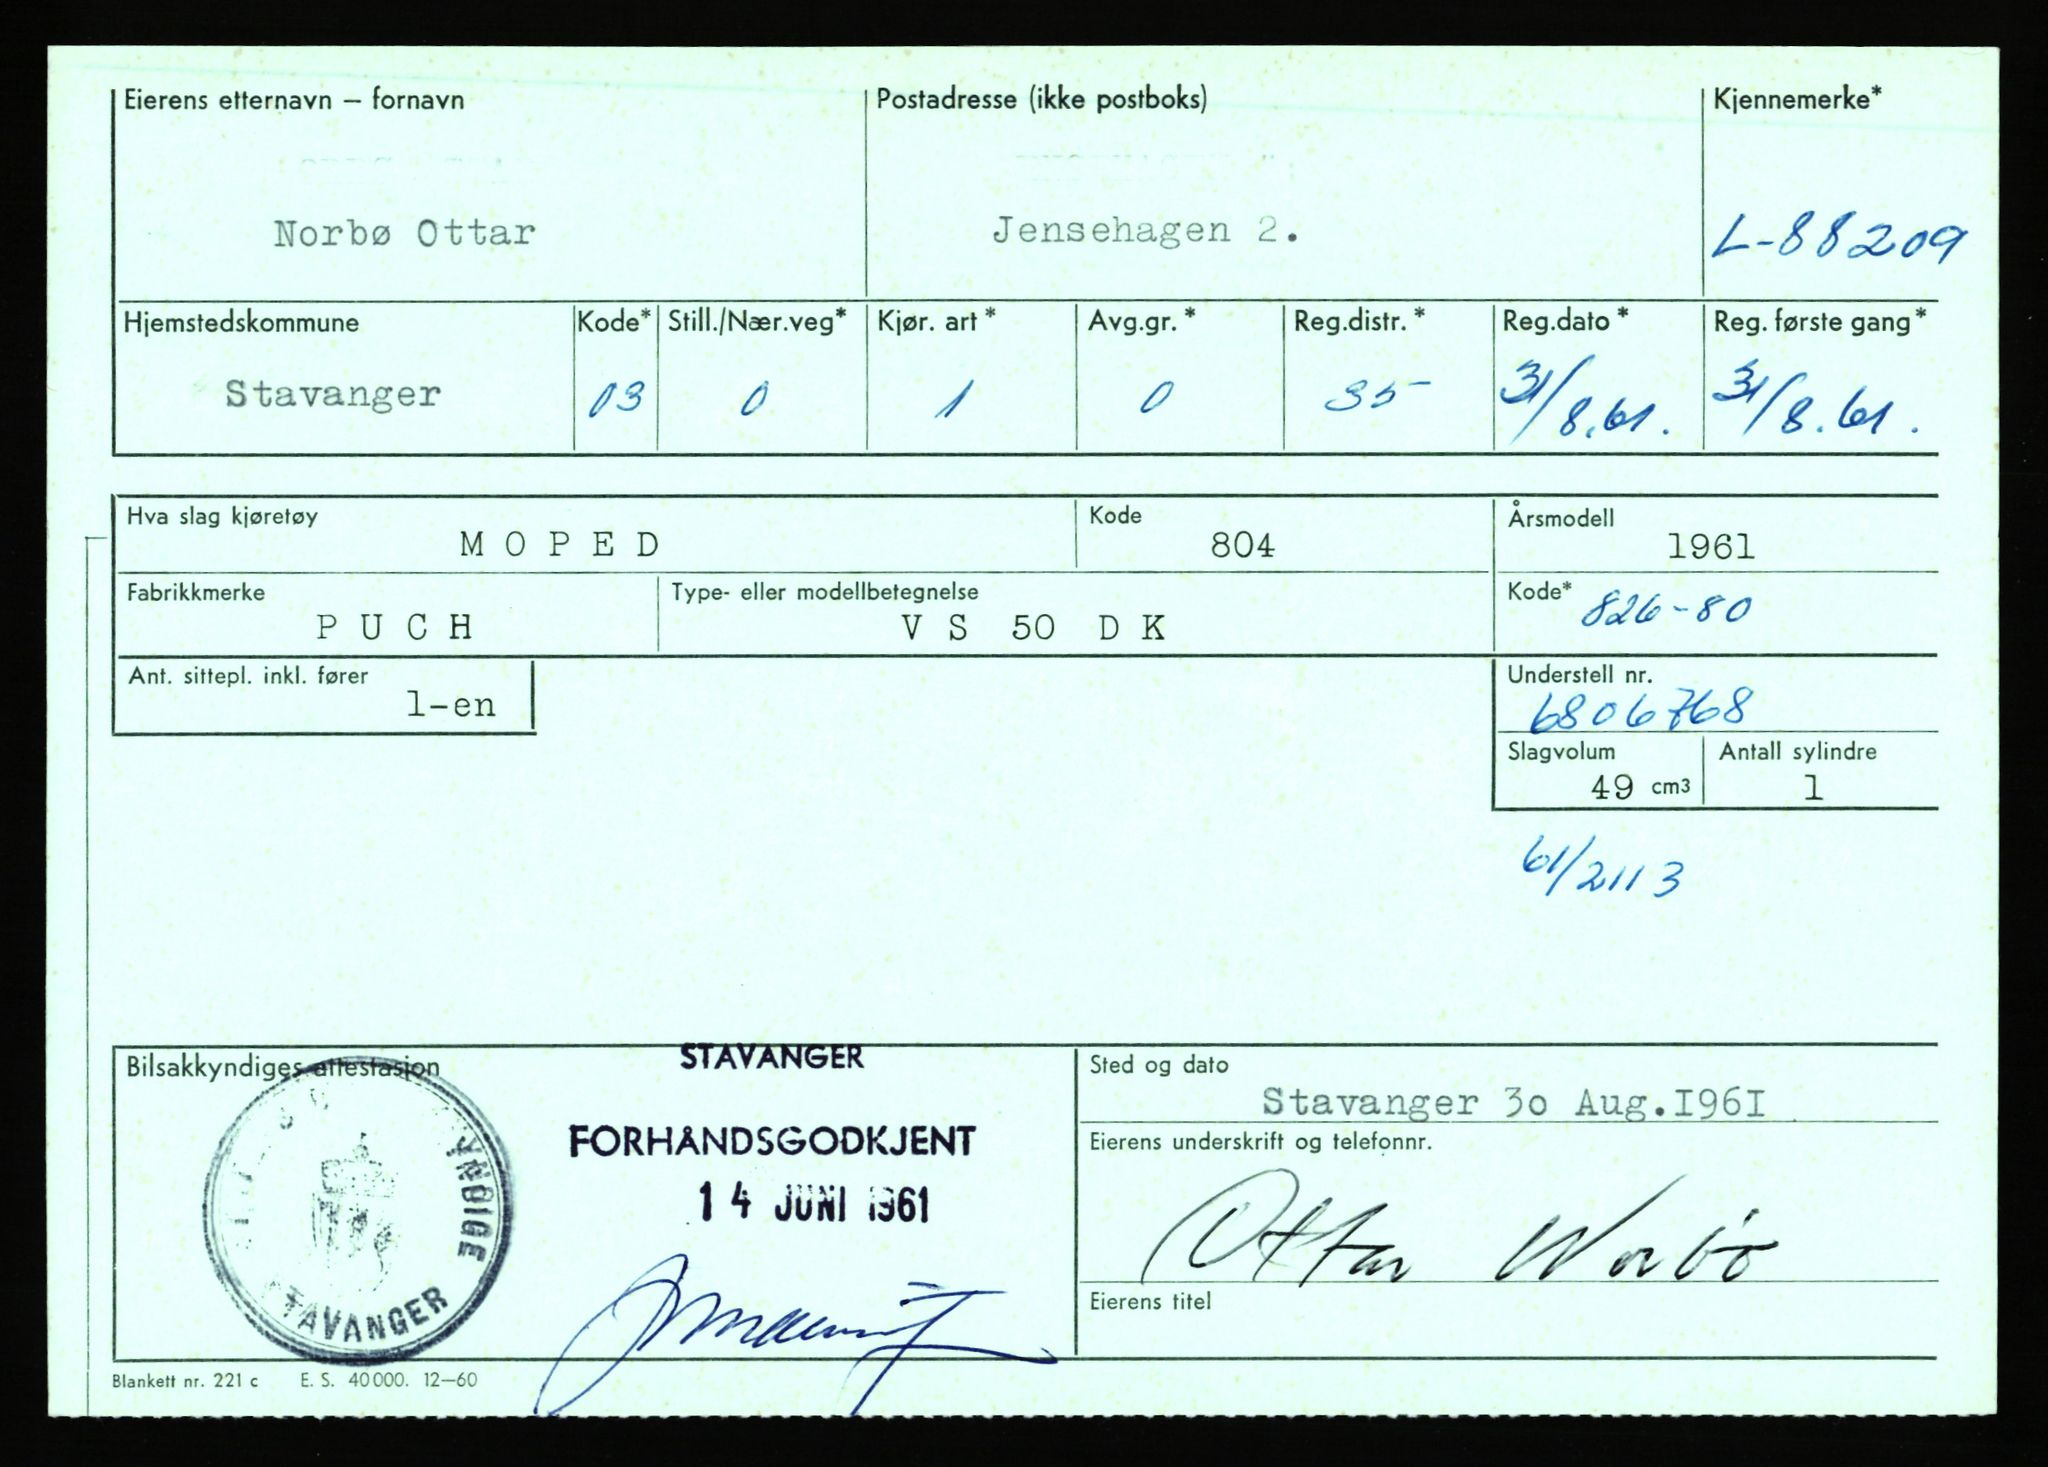 Eierens etternavn – fornavn Postadresse (ikke postboks) Kjennemerke*
Norbø Ottar Jensehagen 2. L-88209
Hjemstedskommune Kode* Still./Nær.veg* Kjør. art* Avg.gr.* Reg.distr.* Reg.dato* Reg. første gang*
Stavanger 03 0 1 0 35 31/8.61. 31/8.61.
Hva slag kjøretøy Kode Årsmodell
M O P E D 804 1961
Fabrikkmerke Type- eller modellbetegnelse Kode* 826-80
P U C H V S 50 D K
Ant. sittepl. inkl. fører Understell nr.
1-en 6806768
Slagvolum Antall sylindre
49 cm3 1
61/2113
Bilsakkyndiges attestasjon STAVANGER Sted og dato
Stavanger 3o Aug.I96I
FORHÅNDSGODKJENT Eierens underskrift og telefonnr.
14 JUNI 1961
Ottar Norbö
STAVANGER
Eierens titel
Blankett nr. 221 c E. S. 40000. 12–60